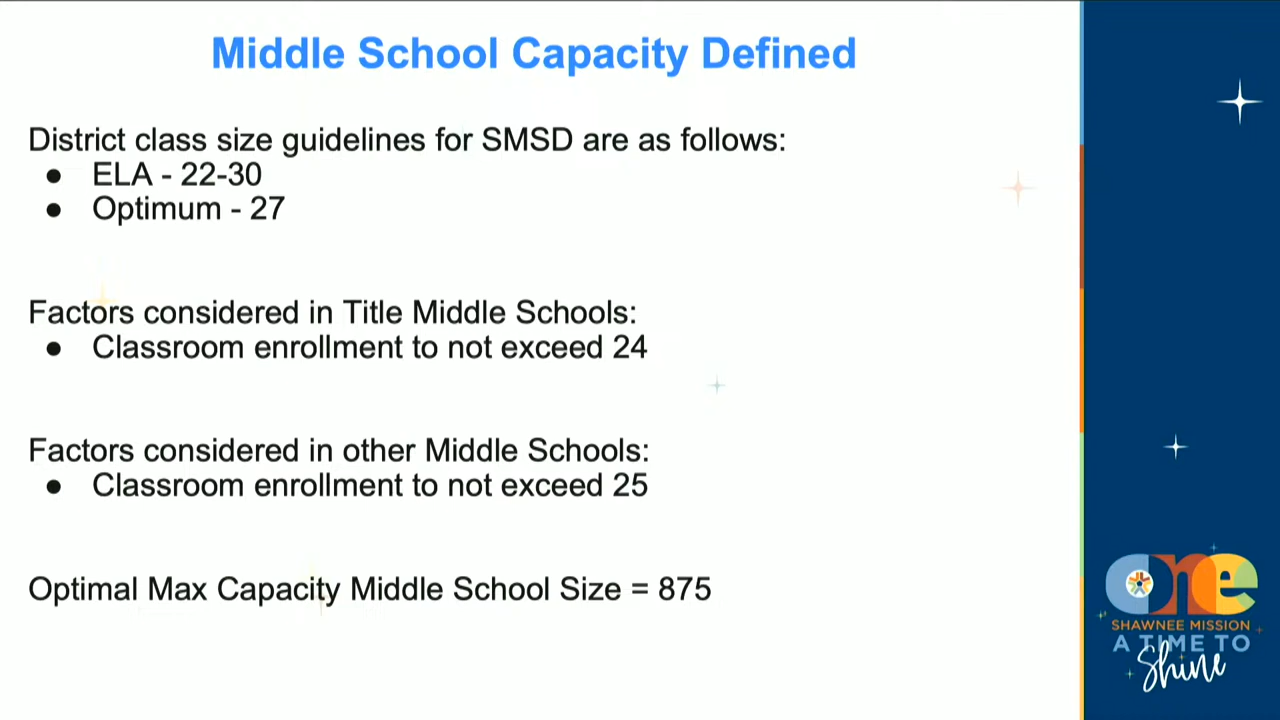 Middle School Capacity Defined
District class size guidelines for SMSD are as follows:
● ELA - 22-30
● Optimum - 27
Factors considered in Title Middle Schools:
● Classroom enrollment to not exceed 24
Factors considered in other Middle Schools:
● Classroom enrollment to not exceed 25
Optimal Max Capacity Middle School Size = 875
one
SHAWNEE MISSION
A TIME TO
Shine